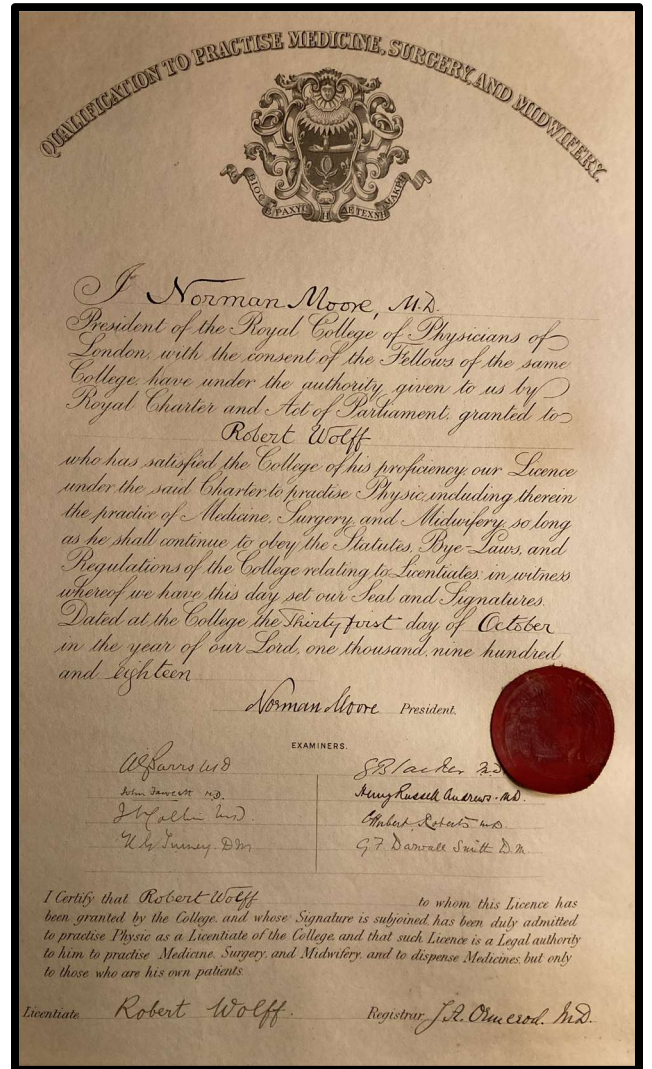 QUALIFICATION TO PRACTISE MEDICINE, SURGERY, AND MIDWIFERY.
I Norman Moore, M.D.
President of the Royal College of Physicians of
London, with the consent of the Fellows of the same
College, have under the authority given to us by
Royal Charter and Act of Parliament, granted to
Robert Wolff
who has satisfied the College of his proficiency, our Licence
under the said Charter to practise Physic, including therein
the practice of Medicine, Surgery, and Midwifery, so long
as he shall continue to obey the Statutes, Bye-Laws, and
Regulations of the College relating to Licentiates; in witness
whereof we have this day set our Seal and Signatures.
Dated at the College the Thirty first day of October
in the year of our Lord, one thousand, nine hundred
and eighteen
Norman Moore President.
EXAMINERS.
MD
John Fawcett M.D. Henry Russell Andrews. M.D.
M.D. Roberts M.D.
Turney. DM G F Darwall Smith D.M.
I Certify that Robert Wolff to whom this Licence has
been granted by the College, and whose Signature is subjoined, has been duly admitted
to practise Physic as a Licentiate of the College, and that such Licence is a Legal authority
to him to practise Medicine, Surgery, and Midwifery, and to dispense Medicines, but only
to those who are his own patients.
Licentiate Robert Wolff. Registrar J.A. Ormerod. M.D.